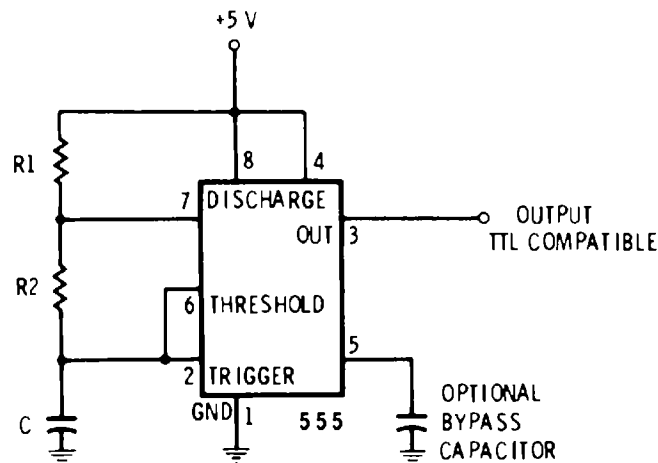 +5 V
R1
8
4
7
DISCHARGE
OUT
3
OUTPUT
TTL COMPATIBLE
R2
6
THRESHOLD
5
2
TRIGGER
GND
1
555
C
OPTIONAL
BYPASS
CAPACITOR